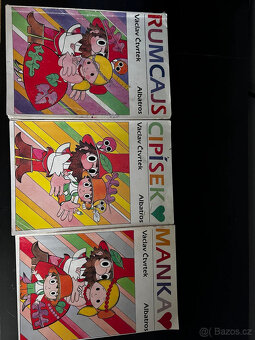 RUMCAJS
Václav Čtvrtek
Albatros
CIPÍSEK
Václav Čtvrtek
Albatros
MANKA
Václav Čtvrtek
Albatros
Bazos.cz